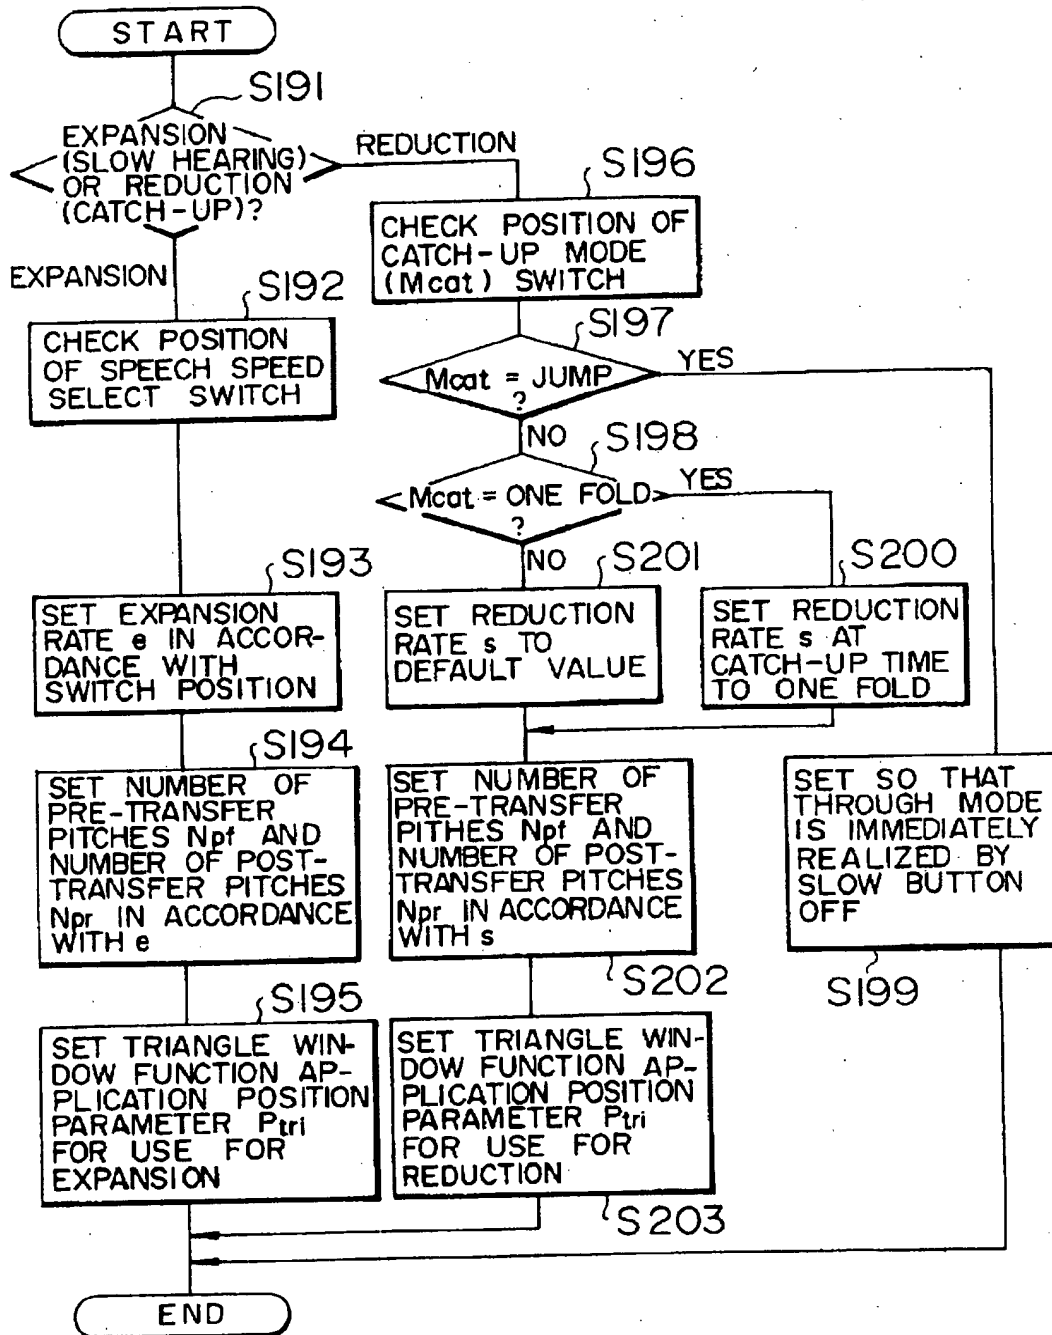 START
S191
EXPANSION
(SLOW HEARING)
OR REDUCTION
(CATCH-UP)?
REDUCTION
EXPANSION
S196
CHECK POSITION OF
CATCH-UP MODE
(Mcat) SWITCH
S192
CHECK POSITION
OF SPEECH SPEED
SELECT SWITCH
S197
Mcat = JUMP
?
YES
NO
S198
Mcat = ONE FOLD
?
YES
NO
S193
SET EXPANSION
RATE e IN ACCOR-
DANCE WITH
SWITCH POSITION
S201
SET REDUCTION
RATE s TO
DEFAULT VALUE
S200
SET REDUCTION
RATE s AT
CATCH-UP TIME
TO ONE FOLD
S194
SET NUMBER OF
PRE-TRANSFER
PITCHES Npf AND
NUMBER OF POST-
TRANSFER PITCHES
Npr IN ACCORDANCE
WITH e
SET NUMBER OF
PRE-TRANSFER
PITHES Npf AND
NUMBER OF POST-
TRANSFER PITCHES
Npr IN ACCORDANCE
WITH s
S202
SET SO THAT
THROUGH MODE
IS IMMEDIATELY
REALIZED BY
SLOW BUTTON
OFF
S199
S195
SET TRIANGLE WIN-
DOW FUNCTION AP-
PLICATION POSITION
PARAMETER Ptri
FOR USE FOR
EXPANSION
SET TRIANGLE WIN-
DOW FUNCTION AP-
PLICATION POSITION
PARAMETER Ptri
FOR USE FOR
REDUCTION
S203
END